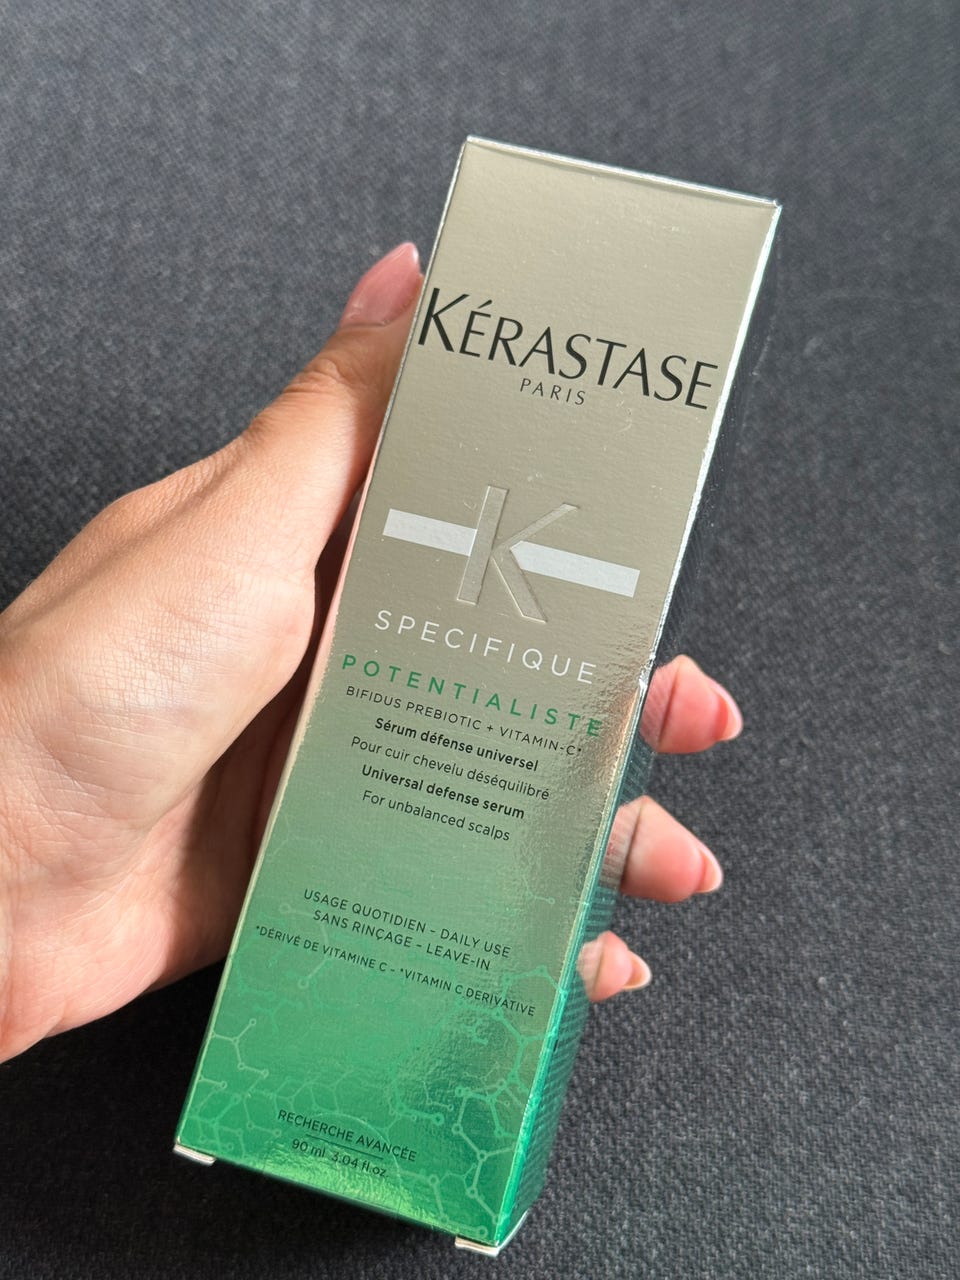 KÉRASTASE
PARIS
K
SPECIFIQUE
POTENTIALISTE
BIFIDUS PREBIOTIC + VITAMIN-C*
Sérum défense universel
Pour cuir chevelu déséquilibré
Universal defense serum
For unbalanced scalps
USAGE QUOTIDIEN - DAILY USE
SANS RINÇAGE - LEAVE-IN
*DÉRIVÉ DE VITAMINE C - *VITAMIN C DERIVATIVE
RECHERCHE AVANCÉE
90 ml 3.04 fl.oz.